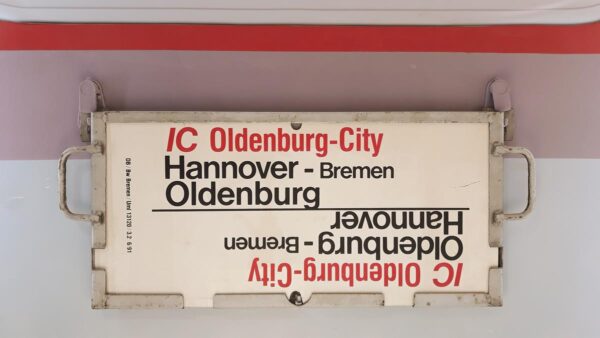 IC Oldenburg-City
Hannover - Bremen
Oldenburg
Oldenburg - Bremen
Hannover
IC Oldenburg-City